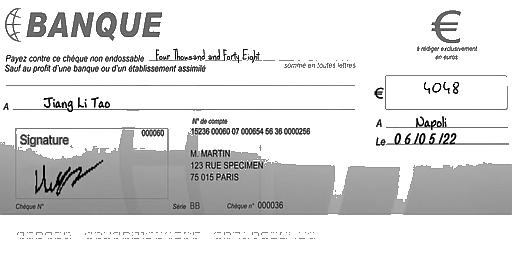 BANQUE
€
à rédiger exclusivement
en euros
Payez contre ce chèque non endossable Four Thousand and Forty Eight
Sauf au profit d'une banque ou d'un établissement assimilé somme en toutes lettres
€ 4048
A Jiang Li Tao
A Napoli
Le 06/05/22
Signature
000060
N° de compte
15236 00060 07 000654 56 36 0000256
M. MARTIN
123 RUE SPECIMEN
75 015 PARIS
Chèque N° Série BB Chèque n° 000036